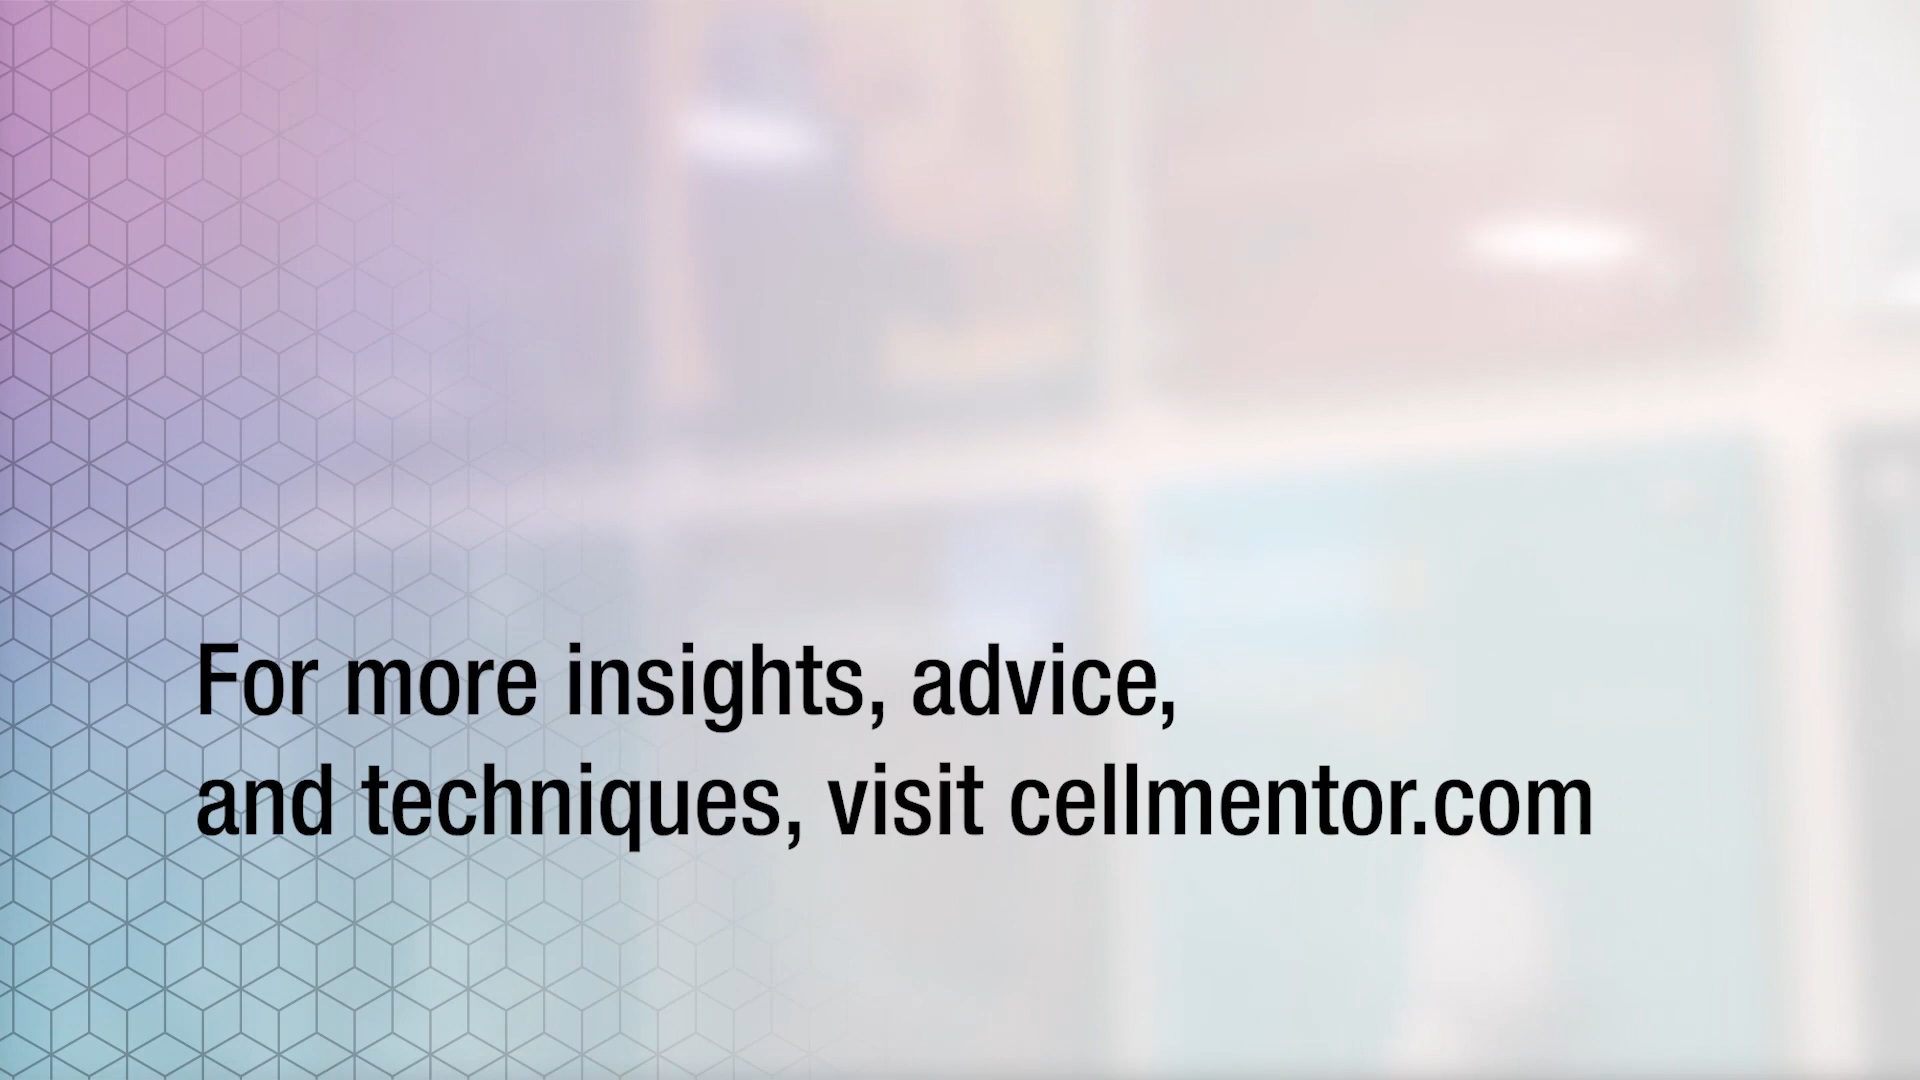 For more insights, advice,
and techniques, visit cellmentor.com